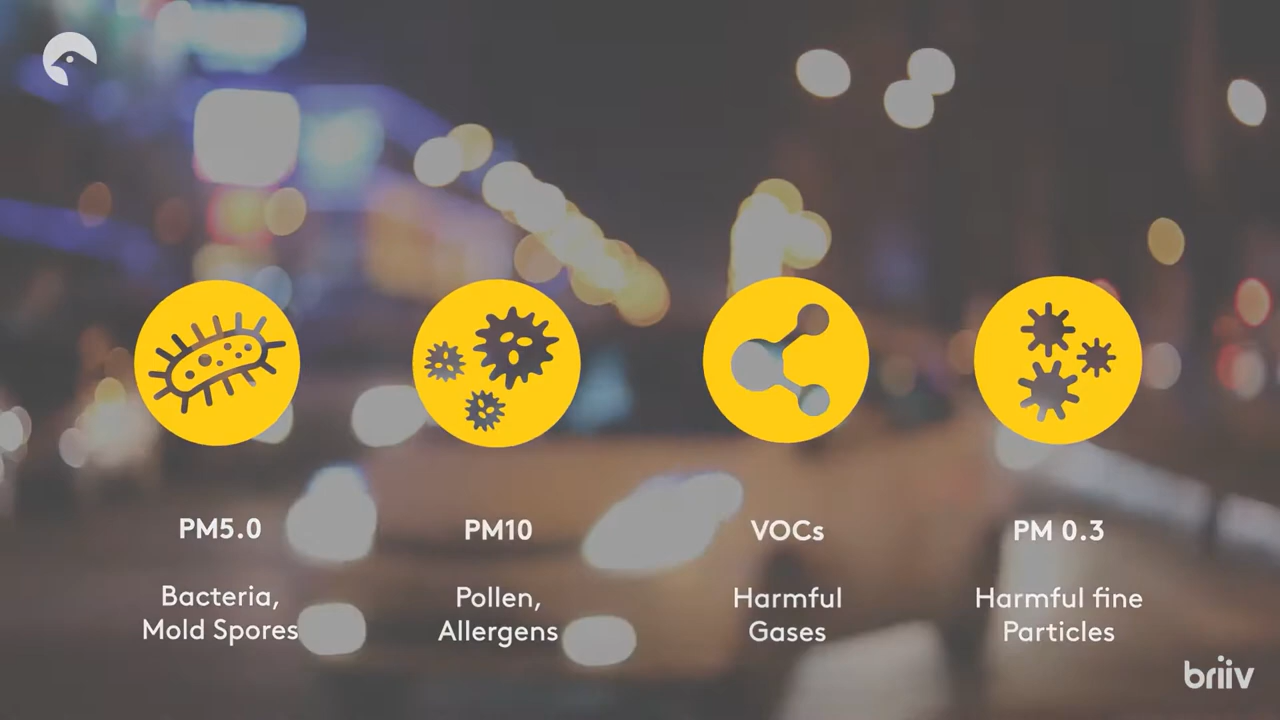 PM5.0
Bacteria,
Mold Spores
PM10
Pollen,
Allergens
VOCs
Harmful
Gases
PM 0.3
Harmful fine
Particles
briiv